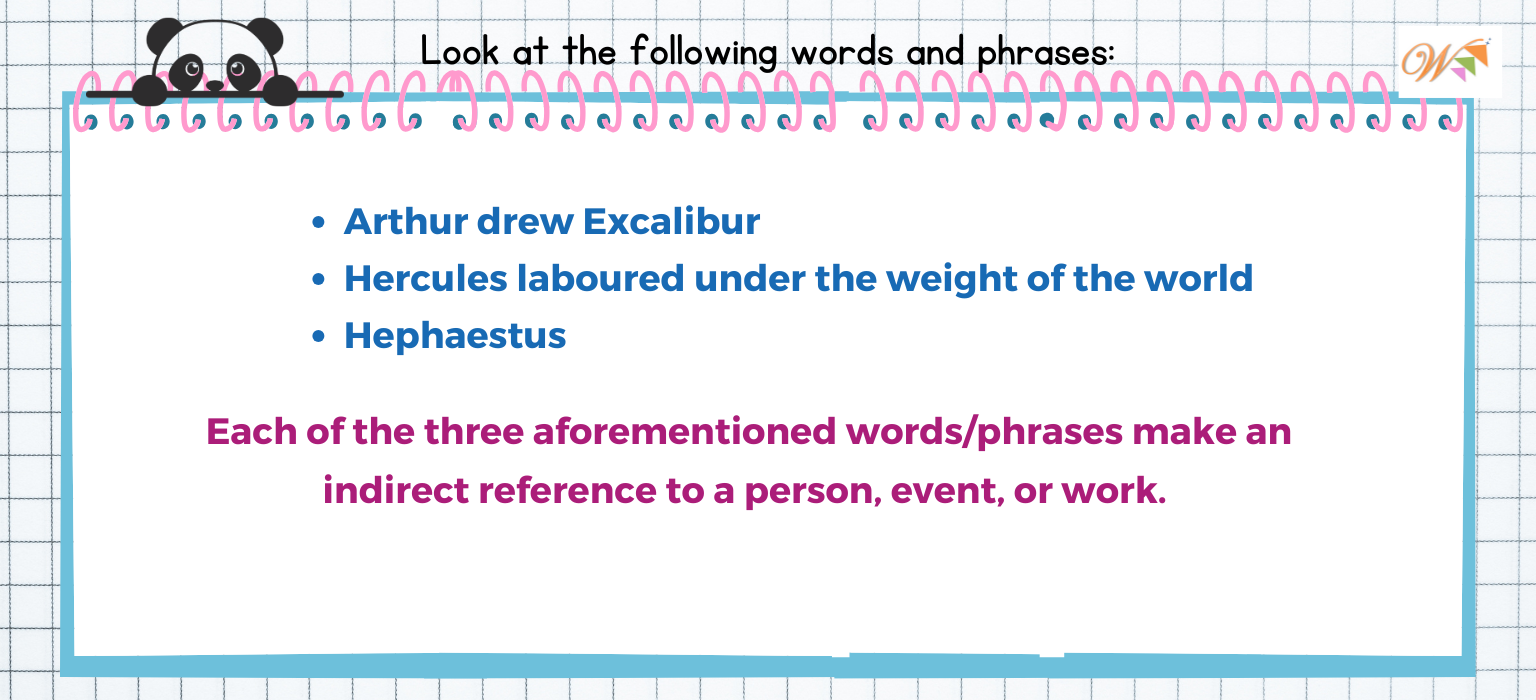 Look at the following words and phrases:
W
• Arthur drew Excalibur
• Hercules laboured under the weight of the world
• Hephaestus
Each of the three aforementioned words/phrases make an
indirect reference to a person, event, or work.